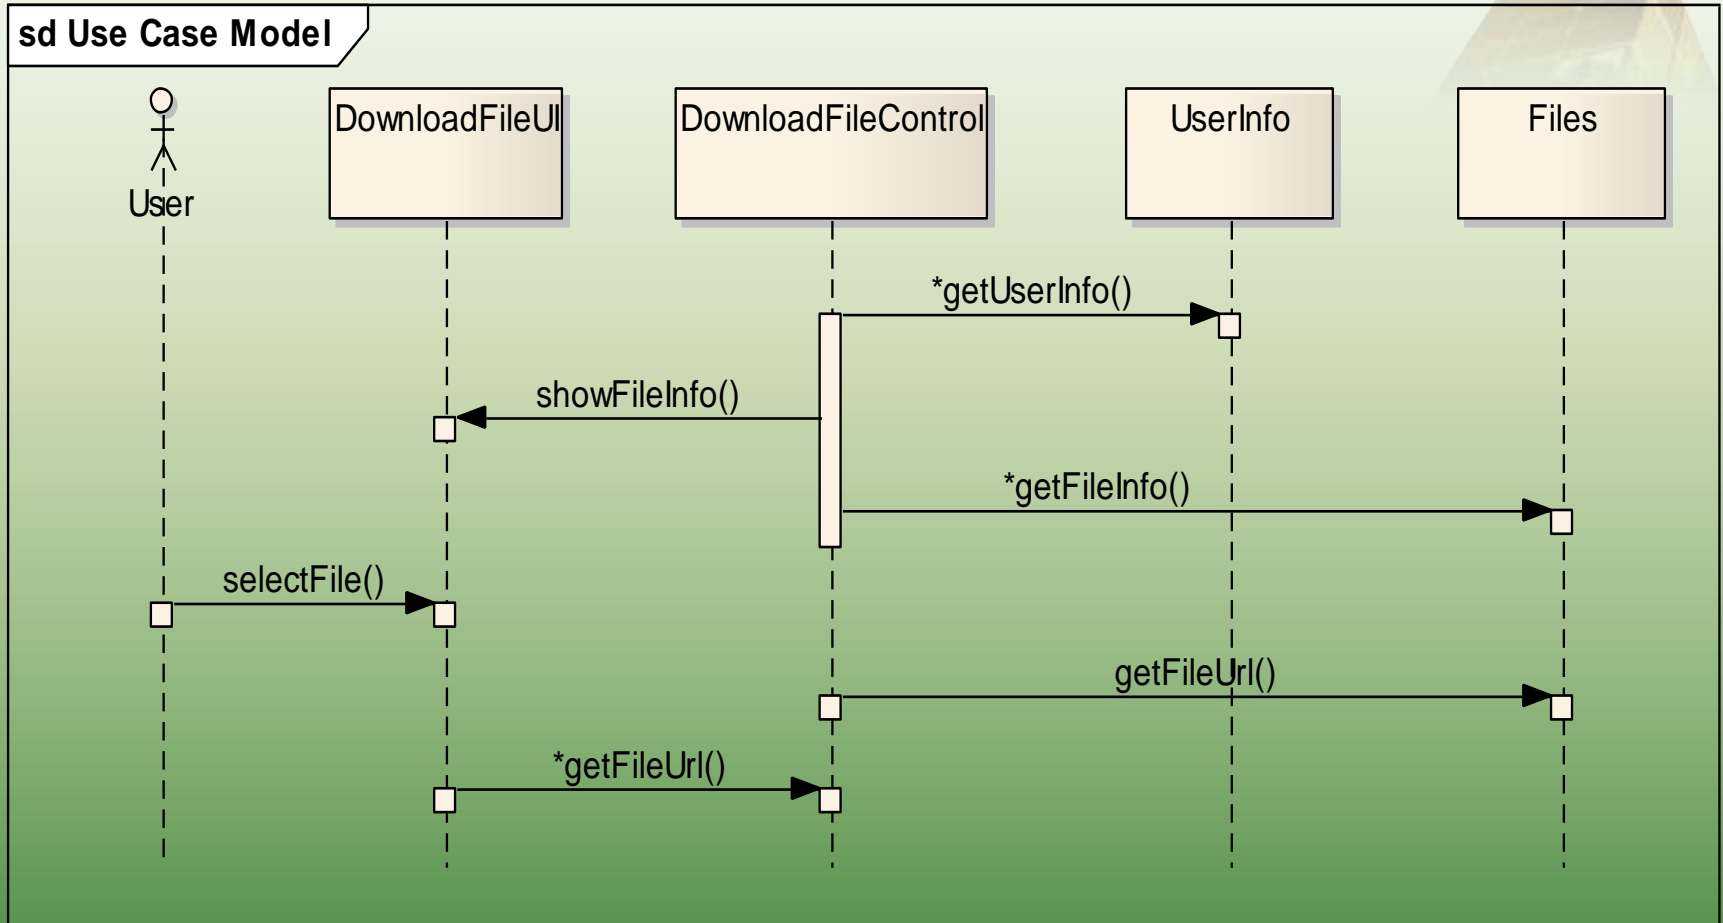 sd Use Case Model
User
DownloadFileUI
DownloadFileControl
UserInfo
Files
*getUserInfo()
showFileInfo()
*getFileInfo()
selectFile()
getFileUrl()
*getFileUrl()